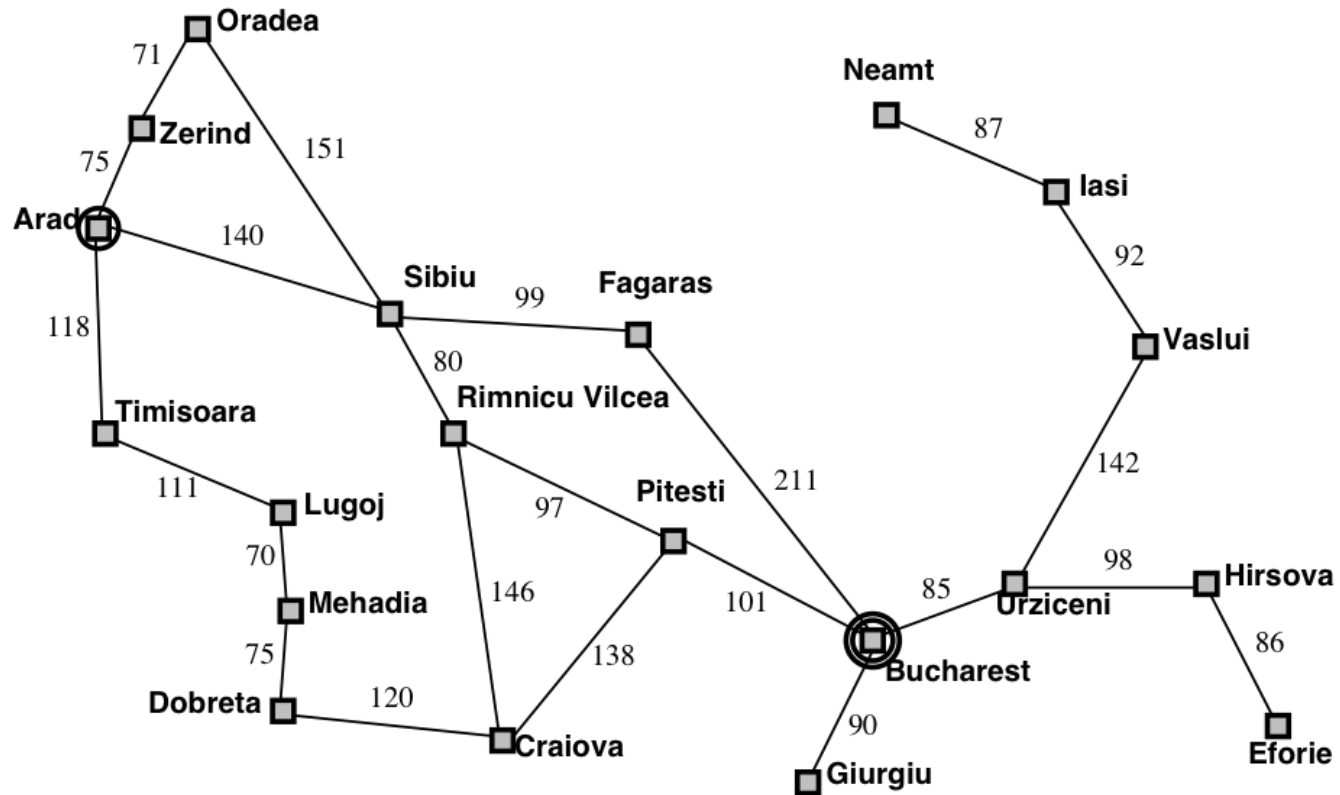 Oradea
71
Neamt
87
Zerind
151
75
Iasi
Arad
140
92
Sibiu
Fagaras
99
118
Vaslui
80
Rimnicu Vilcea
Timisoara
142
211
111
Pitesti
Lugoj
97
70
98
Hirsova
146
85
Mehadia
101
Urziceni
86
75
138
Bucharest
Dobreta
120
90
Craiova
Eforie
Giurgiu